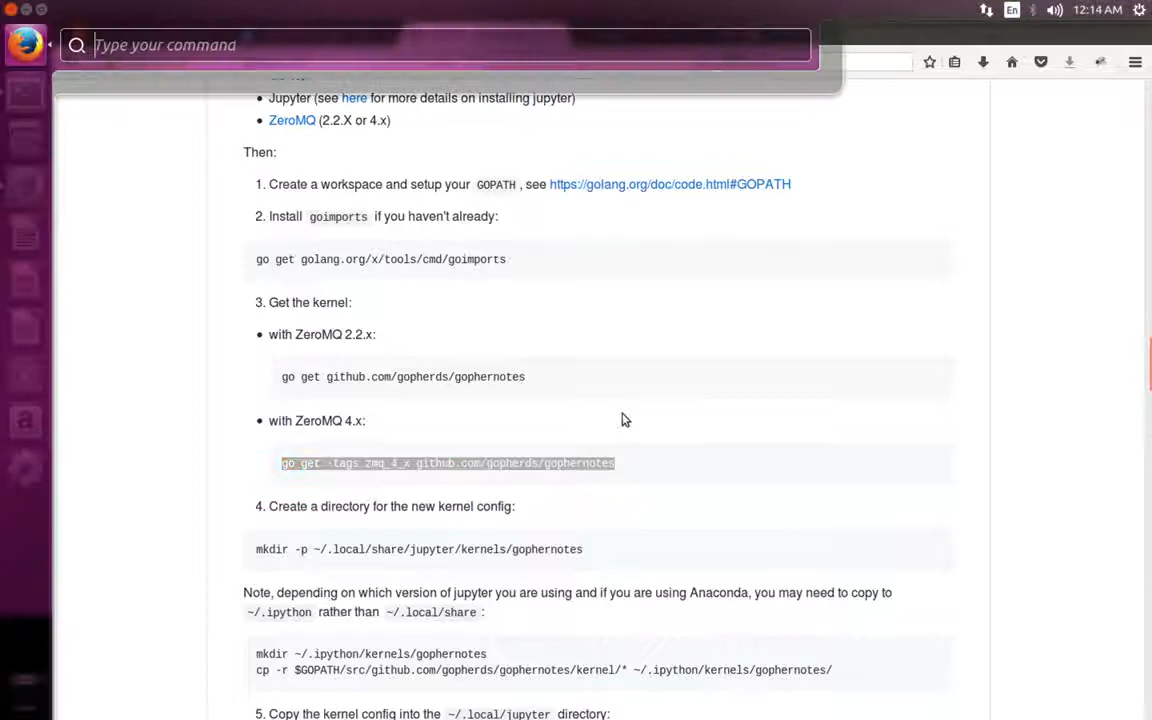 En
12:14 AM
Type your command
Jupyter (see here for more details on installing jupyter)
ZeroMQ (2.2.X or 4.x)
Then:
1. Create a workspace and setup your GOPATH , see https://golang.org/doc/code.html#GOPATH
2. Install goimports if you haven't already:
go get golang.org/x/tools/cmd/goimports
3. Get the kernel:
with ZeroMQ 2.2.x:
go get github.com/gopherds/gophernotes
with ZeroMQ 4.x:
go get -tags zmq_4_x github.com/gopherds/gophernotes
4. Create a directory for the new kernel config:
mkdir -p ~/.local/share/jupyter/kernels/gophernotes
Note, depending on which version of jupyter you are using and if you are using Anaconda, you may need to copy to
~/.ipython rather than ~/.local/share :
mkdir ~/.ipython/kernels/gophernotes
cp -r $GOPATH/src/github.com/gopherds/gophernotes/kernel/* ~/.ipython/kernels/gophernotes/
5. Copy the kernel config into the ~/.local/jupyter directory: